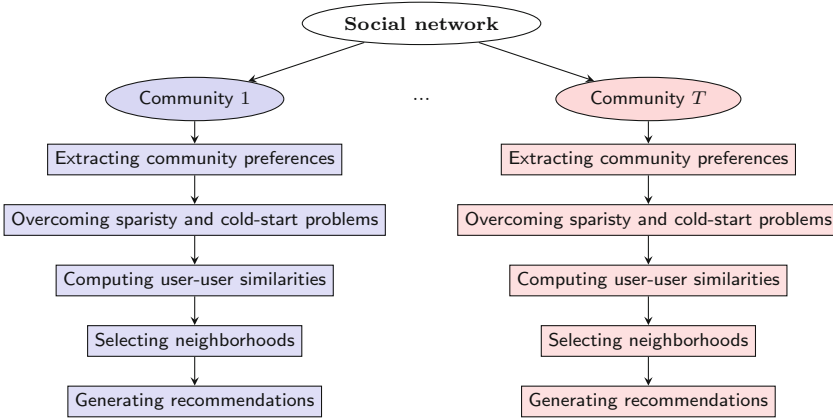 Social network
Community 1
...
Community T
Extracting community preferences
Extracting community preferences
Overcoming sparisty and cold-start problems
Overcoming sparisty and cold-start problems
Computing user-user similarities
Computing user-user similarities
Selecting neighborhoods
Selecting neighborhoods
Generating recommendations
Generating recommendations